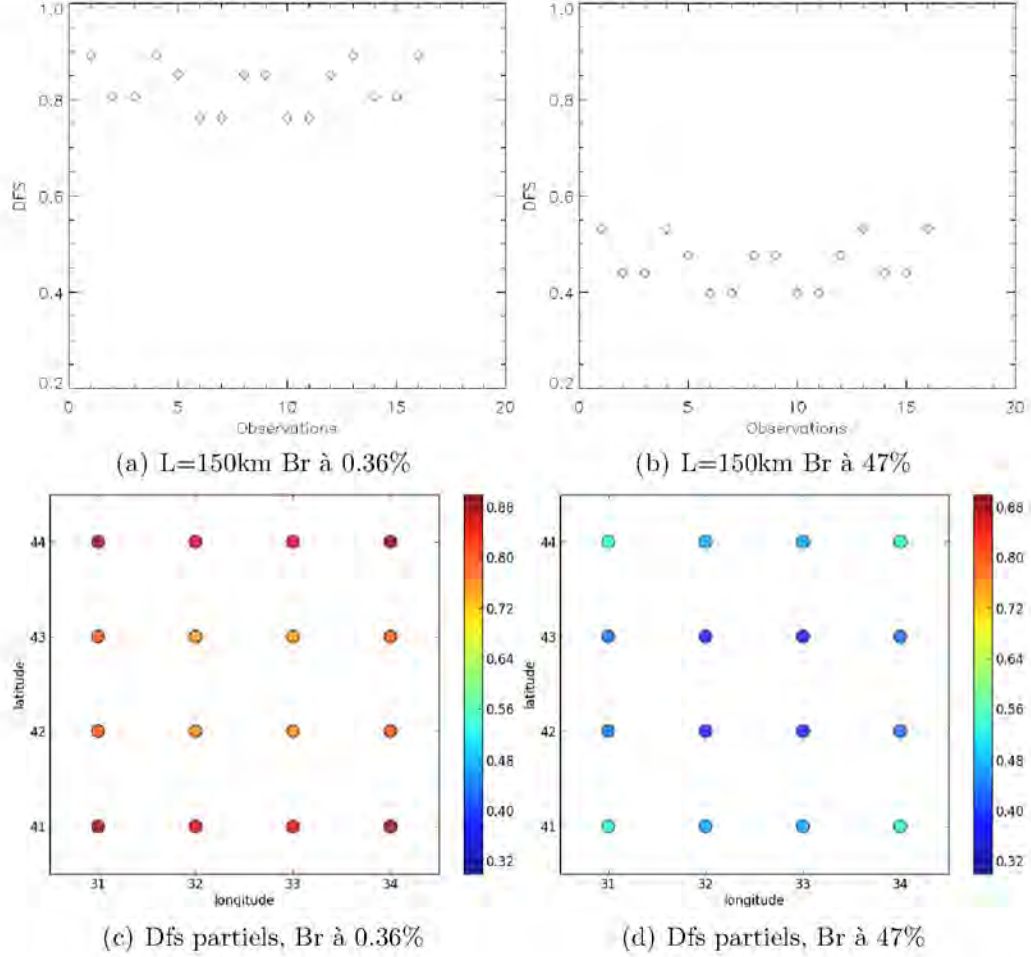 1.0
0.8
0.6
0.4
0.2
DFS
0 5 10 15 20
Observations
1.0
0.8
0.6
0.4
0.2
DFS
0 5 10 15 20
Observations
(a) L=150km Br à 0.36%
(b) L=150km Br à 47%
44
43
42
41
latitude
31 32 33 34
longitude
0.88
0.80
0.72
0.64
0.56
0.48
0.40
0.32
44
43
42
41
latitude
31 32 33 34
longitude
0.88
0.80
0.72
0.64
0.56
0.48
0.40
0.32
(c) Dfs partiels, Br à 0.36%
(d) Dfs partiels, Br à 47%